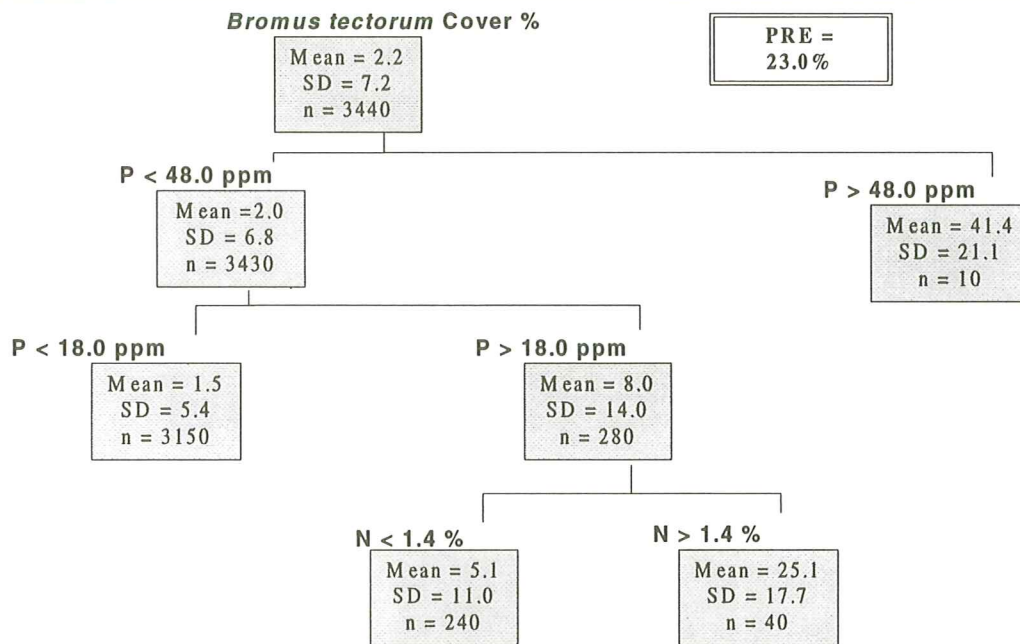 Bromus tectorum Cover %
Mean = 2.2
SD = 7.2
n = 3440
PRE =
23.0%
P < 48.0 ppm
Mean =2.0
SD = 6.8
n = 3430
P > 48.0 ppm
Mean = 41.4
SD = 21.1
n = 10
P < 18.0 ppm
Mean = 1.5
SD = 5.4
n = 3150
P > 18.0 ppm
Mean = 8.0
SD = 14.0
n = 280
N < 1.4 %
Mean = 5.1
SD = 11.0
n = 240
N > 1.4 %
Mean = 25.1
SD = 17.7
n = 40